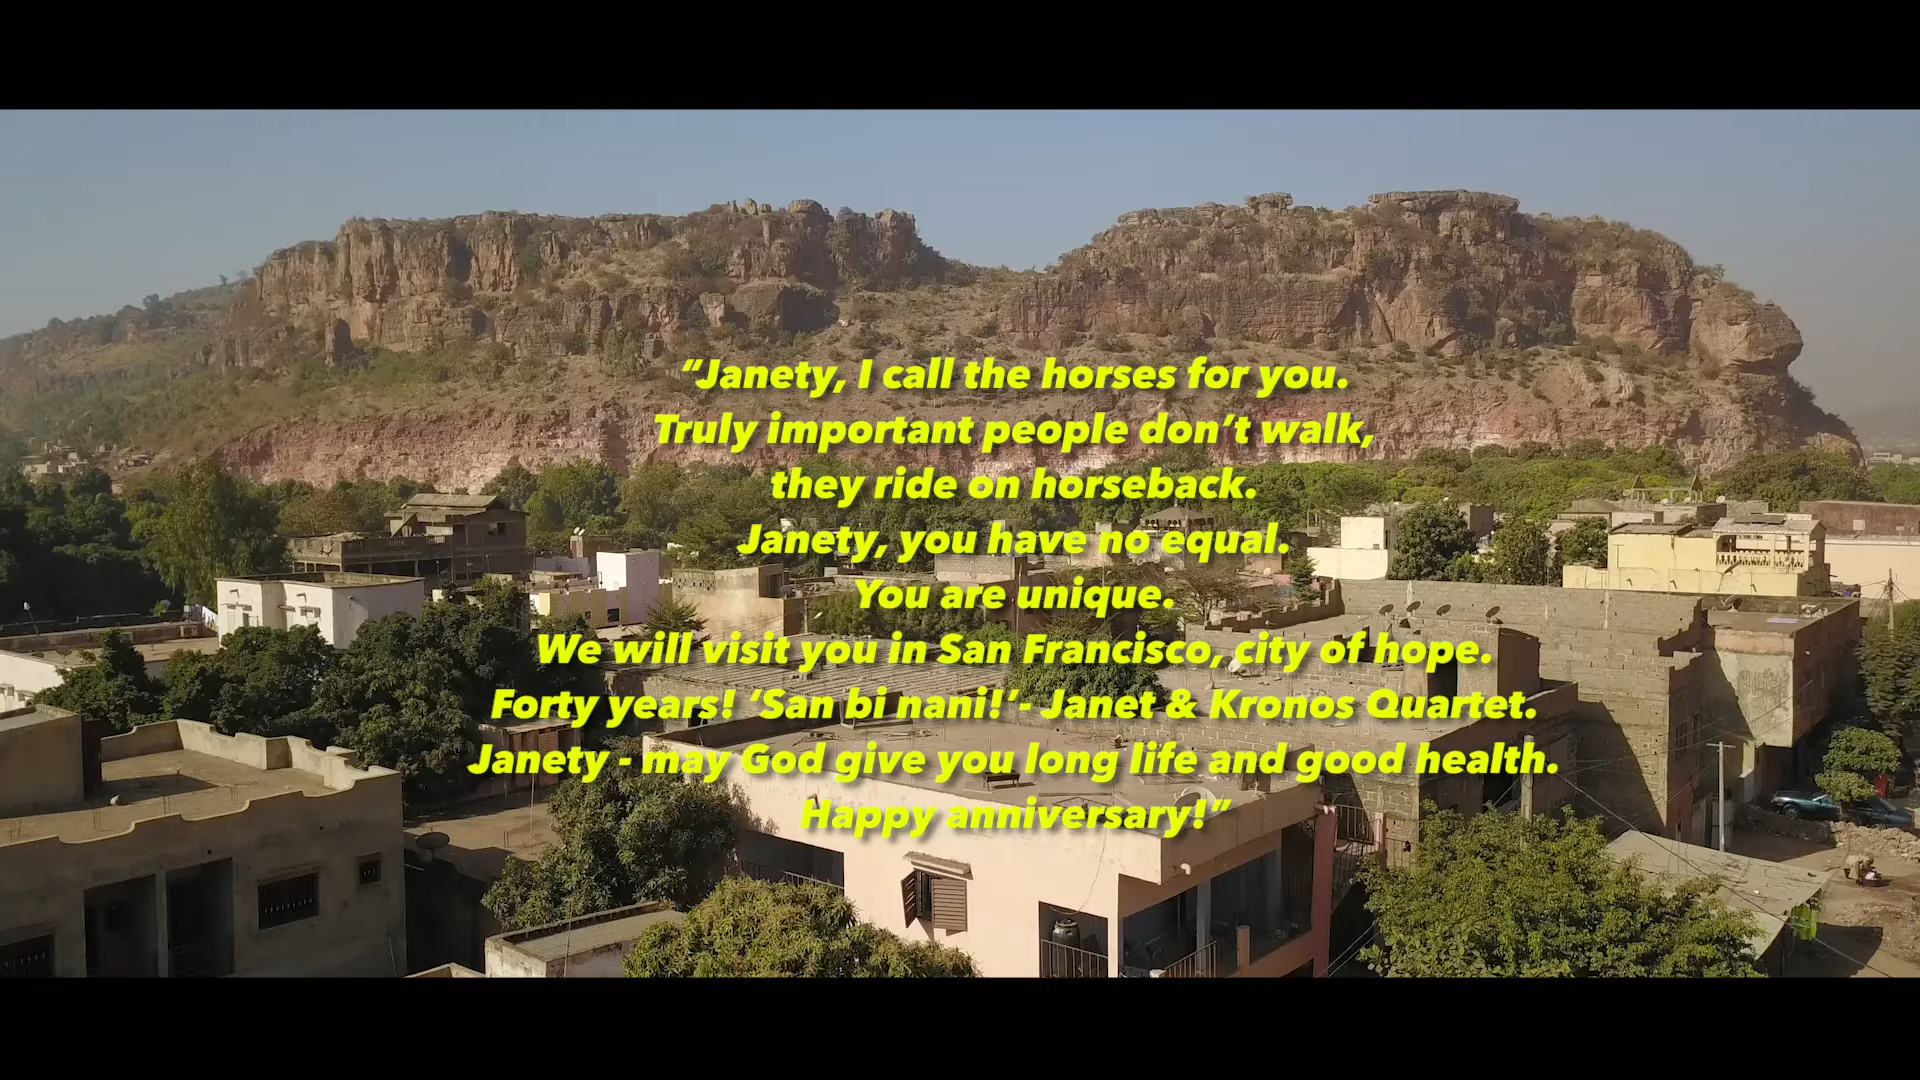 “Janety, I call the horses for you.
Truly important people don’t walk,
they ride on horseback.
Janety, you have no equal.
You are unique.
We will visit you in San Francisco, city of hope.
Forty years! ‘San bi nani!’- Janet & Kronos Quartet.
Janety - may God give you long life and good health.
Happy anniversary!”